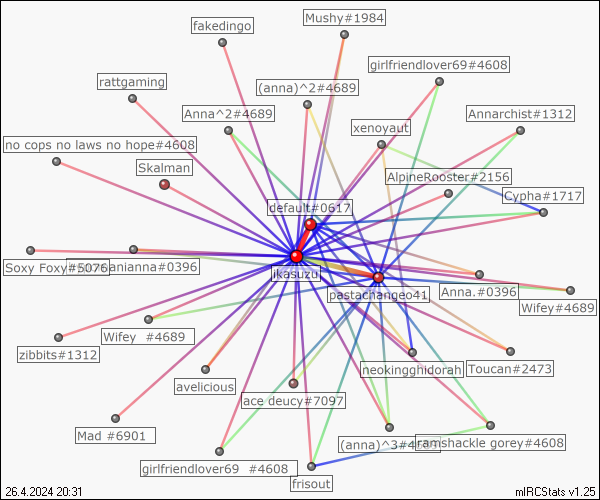 Mushy#1984
fakedingo
girlfriendlover69#4608
rattgaming
(anna)^2#4689
Anna^2#4689
Annarchist#1312
xenoyaut
no cops no laws no hope#4608
Skalman
AlpineRooster#2156
Cypha#1717
default#0617
Soxy Foxy#5076
ianna#0396
ikasuzu
pastachangeo41
Anna.#0396
Wifey#4689
Wifey #4689
zibbits#1312
neokingghidorah
Toucan#2473
avelicious
ace deucy#7097
Mad #6901
(anna)^3#4
ramshackle gorey#4608
girlfriendlover69 #4608
frisout
26.4.2024 20:31
mIRCStats v1.25